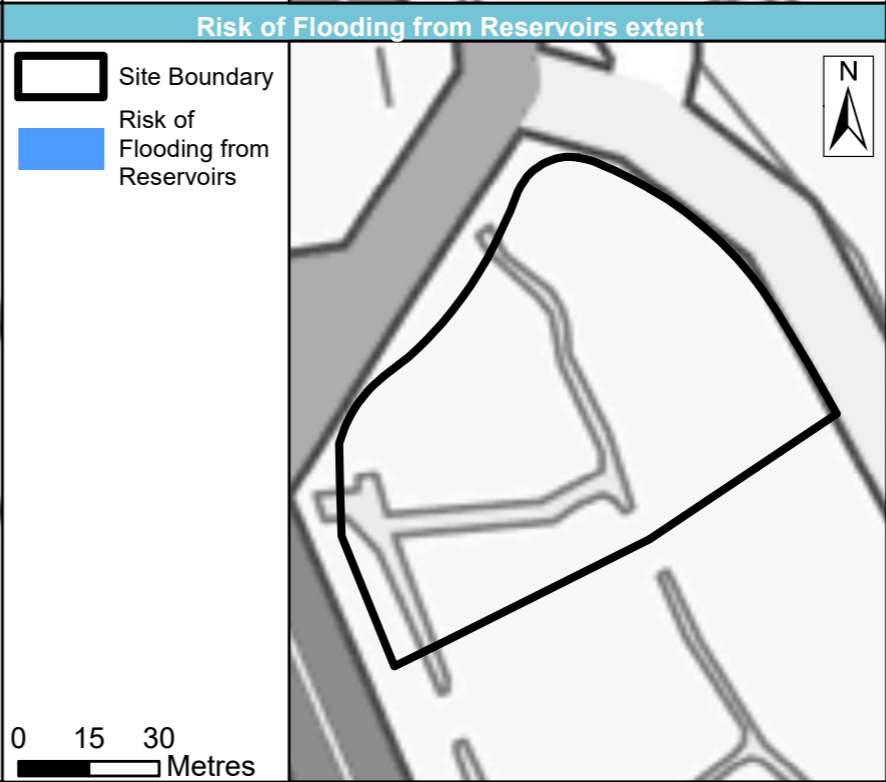 Risk of Flooding from Reservoirs extent
Site Boundary
Risk of
Flooding from
Reservoirs
N
0 15 30
Metres